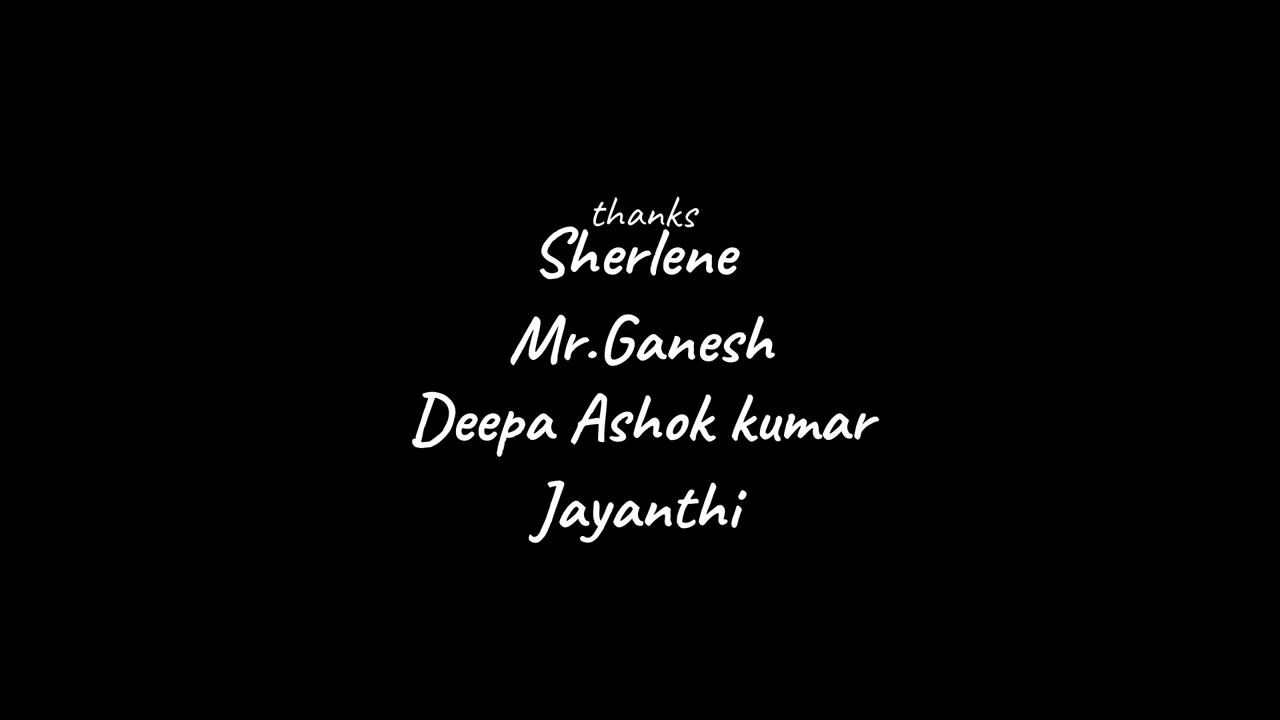 thanks
Sherlene
Mr.Ganesh
Deepa Ashok kumar
Jayanthi